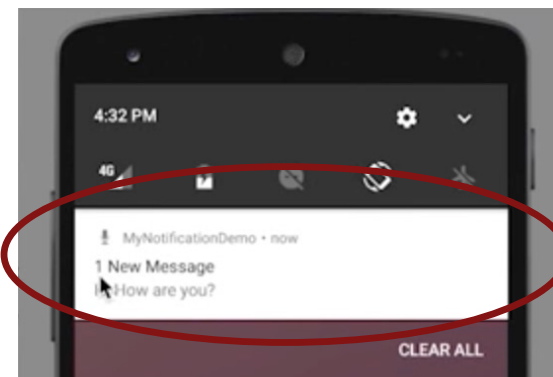 4:32 PM
4G
MyNotificationDemo • now
1 New Message
How are you?
CLEAR ALL